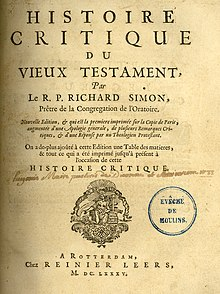 HISTOIRE
CRITIQUE
DU
VIEUX TESTAMENT,
Par
Le R. P. RICHARD SIMON,
Prêtre de la Congregation de l'Oratoire.
Nouvelle Edition, & qui est la premiere imprimée sur la Copie de Paris,
augmentée d'une Apologie generale, de plusieurs Remarques Cri-
tiques, & d'une Réponse par un Theologien Protestant.
On a de plus ajoûté à cette Edition une Table des matieres,
& tout ce qui a été imprimé jusqu'à présent à
l'occasion de cette
HISTOIRE CRITIQUE.
EVÊCHÉ
DE
MOULINS.
A ROTTERDAM,
Chez REINIER LEERS,
M. DC. LXXXV.